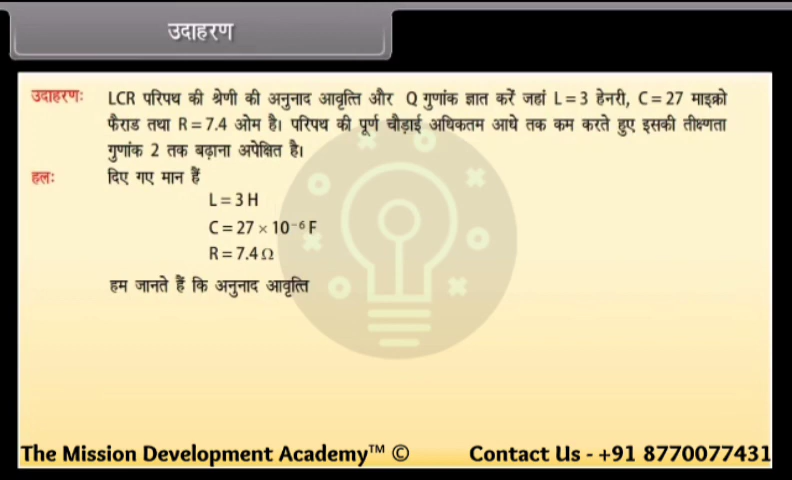 उदाहरण
उदाहरणः LCR परिपथ की श्रेणी की अनुनाद आवृत्ति और Q गुणांक ज्ञात करें जहां L = 3 हेनरी, C = 27 माइक्रो
फैराड तथा R = 7.4 ओम है। परिपथ की पूर्ण चौड़ाई अधिकतम आधे तक कम करते हुए इसकी तीक्ष्णता
गुणांक 2 तक बढ़ाना अपेक्षित है।
हलः दिए गए मान हैं
L = 3 H
C = 27 × 10⁻⁶ F
R = 7.4 Ω
हम जानते हैं कि अनुनाद आवृत्ति
The Mission Development Academy™ © Contact Us - +91 8770077431